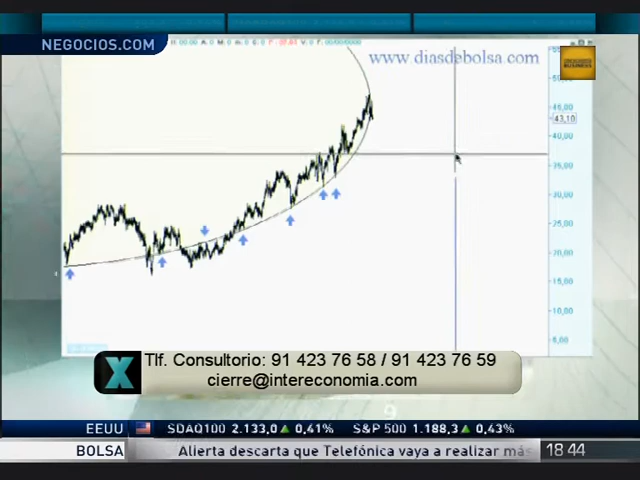 NEGOCIOS.COM
www.diasdebolsa.com
BUSINESS
45,00
43,10
40,00
35,00
30,00
25,00
20,00
15,00
10,00
5,00
Tlf. Consultorio: 91 423 76 58 / 91 423 76 59
cierre@intereconomia.com
EEUU SDAQ100 2.133,0 0,41% S&P 500 1.188,3 0,43%
BOLSA Alierta descarta que Telefónica vaya a realizar más 18 44